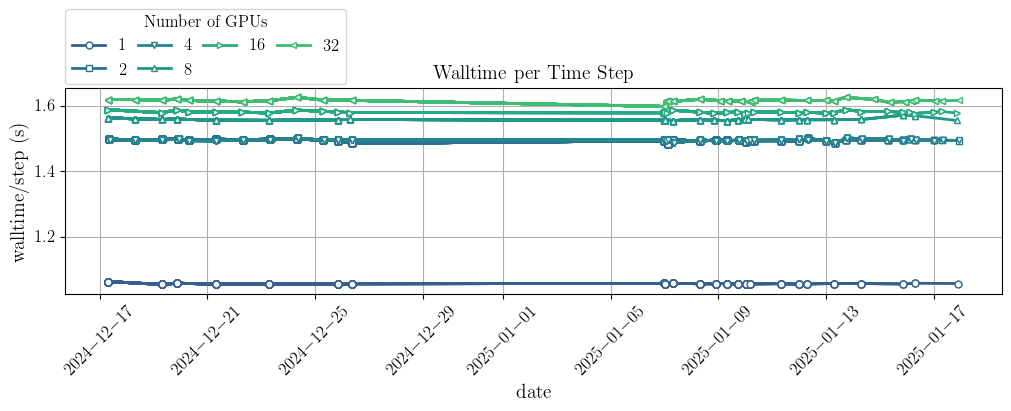 Number of GPUs
1 4 16 32
2 8
Walltime per Time Step
walltime/step (s)
1.6
1.4
1.2
2024−12−17
2024−12−21
2024−12−25
2024−12−29
2025−01−01
2025−01−05
2025−01−09
2025−01−13
2025−01−17
date